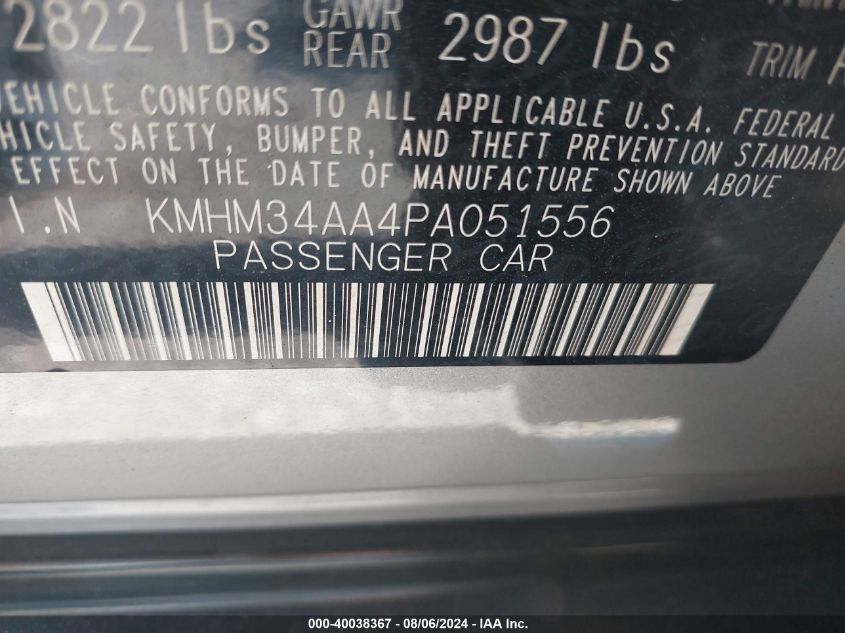 2822 lbs GAWR REAR 2987 lbs TRIM
VEHICLE CONFORMS TO ALL APPLICABLE U.S.A. FEDERAL
HICLE SAFETY, BUMPER, AND THEFT PREVENTION STANDARD
EFFECT ON THE DATE OF MANUFACTURE SHOWN ABOVE
I.N KMHM34AA4PA051556
PASSENGER CAR
000-40038367 - 08/06/2024 - IAA Inc.